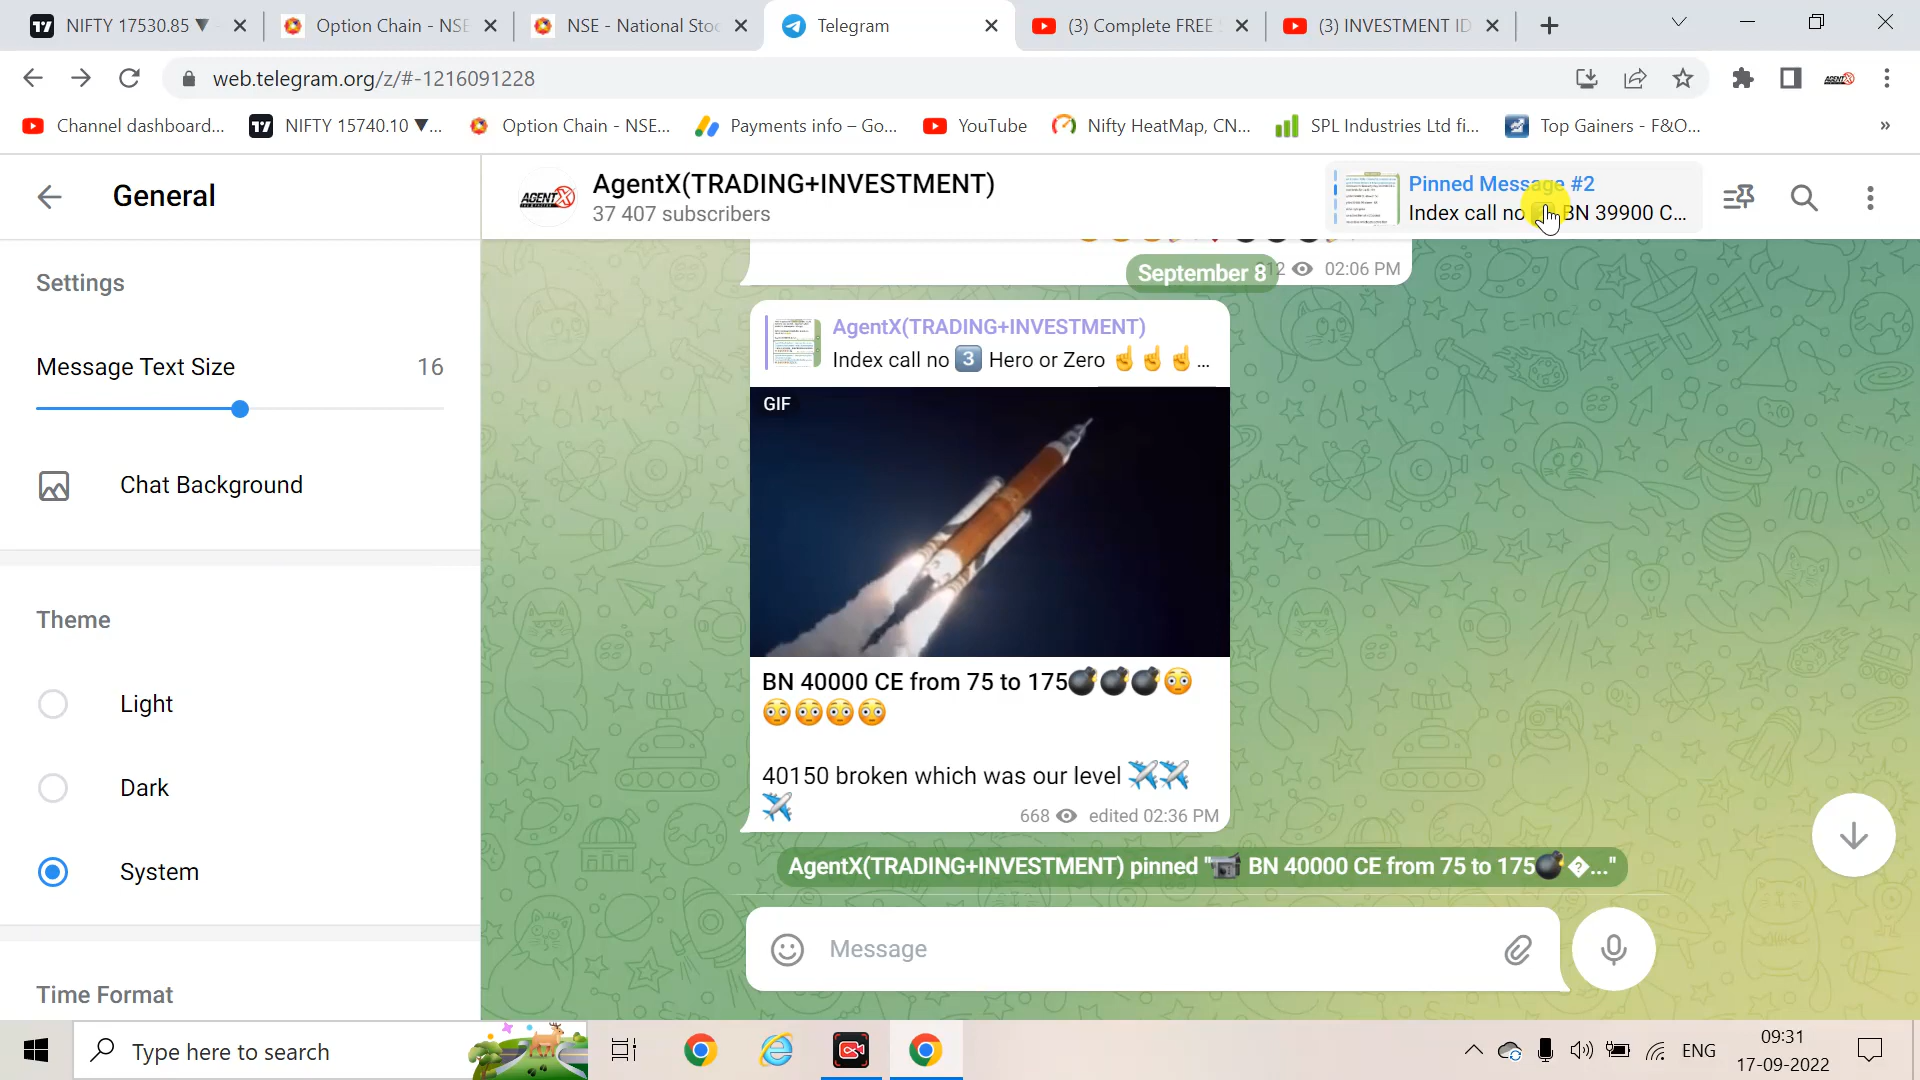 NIFTY 17530.85 ▼
Option Chain - NSE
NSE - National Stoc
Telegram
(3) Complete FREE S
(3) INVESTMENT ID
web.telegram.org/z/#-1216091228
AGENTX
Channel dashboard...
NIFTY 15740.10 ▼...
Option Chain - NSE...
Payments info – Go...
YouTube
Nifty HeatMap, CN...
SPL Industries Ltd fi...
Top Gainers - F&O...
»
General
AGENTX
AgentX(TRADING+INVESTMENT)
37 407 subscribers
Pinned Message #2
Index call no BN 39900 C...
Settings
Message Text Size 16
Chat Background
Theme
Light
Dark
System
Time Format
02:06 PM
September 8
AgentX(TRADING+INVESTMENT)
Index call no 3️⃣ Hero or Zero ☝☝☝...
GIF
BN 40000 CE from 75 to 175💣💣💣😳
😳😳😳😳
40150 broken which was our level ✈️✈️
✈️
668 edited 02:36 PM
AgentX(TRADING+INVESTMENT) pinned "📹 BN 40000 CE from 75 to 175💣�..."
Message
Type here to search
ENG
09:31
17-09-2022